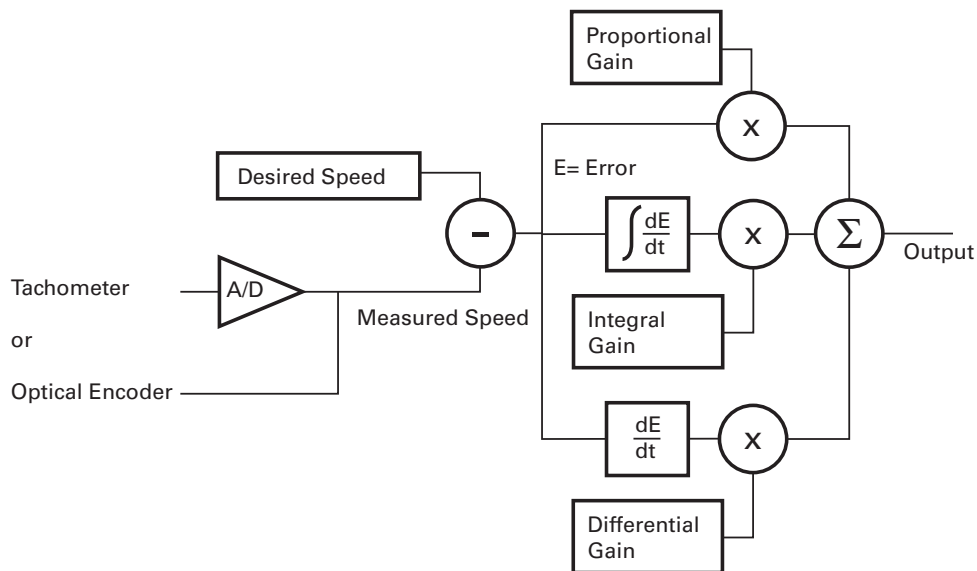 Proportional
Gain
x
E= Error
Desired Speed
-
∫ dE
dt
x
Σ
Output
Tachometer
A/D
Measured Speed
or
Integral
Gain
Optical Encoder
dE
dt
x
Differential
Gain